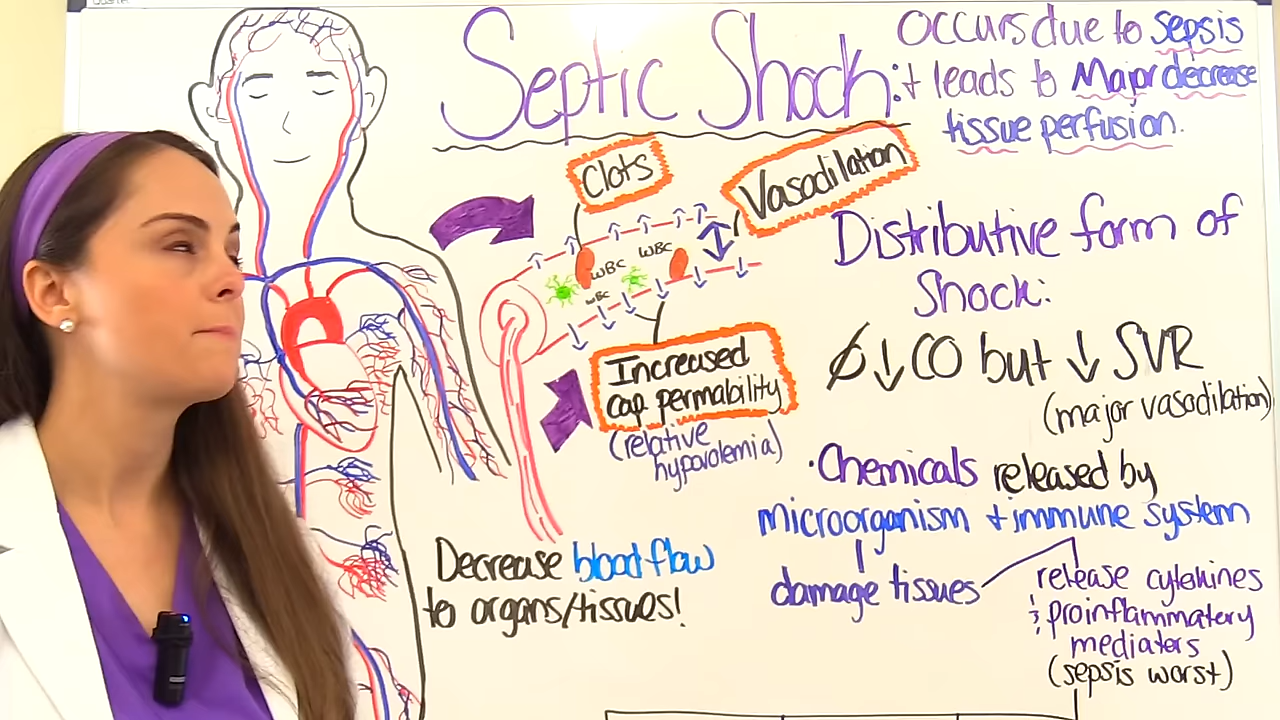 Septic Shock:
occurs due to sepsis
+ leads to Major decrease
tissue perfusion.
Clots
Vasodilation
WBC
WBC
WBC
Increased
cap permability
(relative
hypovolemia)
Decrease blood flow
to organs/tissues!
Distributive form of
Shock:
Ø↓ CO but ↓ SVR
(major vasodilation)
·Chemicals released by
microorganism + immune system
damage tissues
release cytokines
& proinflammatory
mediaters
(sepsis worst)